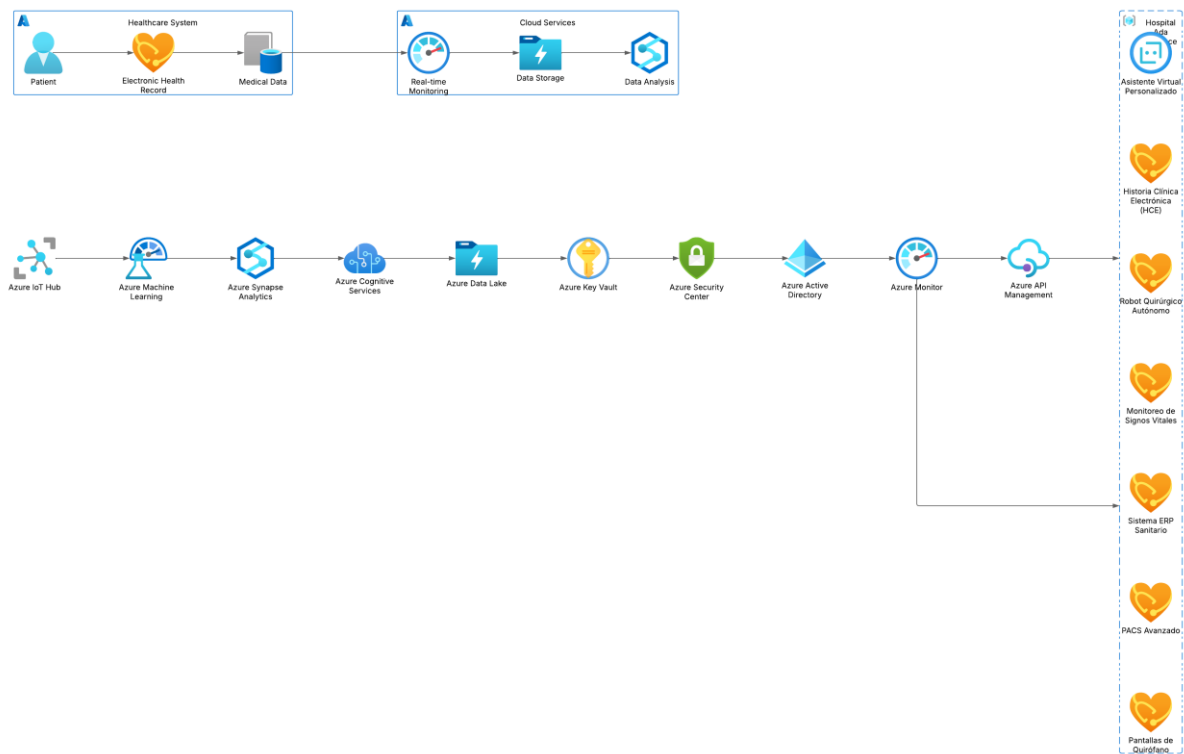 Healthcare System
Patient
Electronic Health
Record
Medical Data
Cloud Services
Real-time
Monitoring
Data Storage
Data Analysis
Hospital
Ada
Asistente Virtual
Personalizado
Historia Clínica
Electrónica
(HCE)
Robot Quirúrgico
Autónomo
Monitoreo de
Signos Vitales
Sistema ERP
Sanitario
PACS Avanzado
Pantallas de
Quirófano
Azure IoT Hub
Azure Machine
Learning
Azure Synapse
Analytics
Azure Cognitive
Services
Azure Data Lake
Azure Key Vault
Azure Security
Center
Azure Active
Directory
Azure Monitor
Azure API
Management